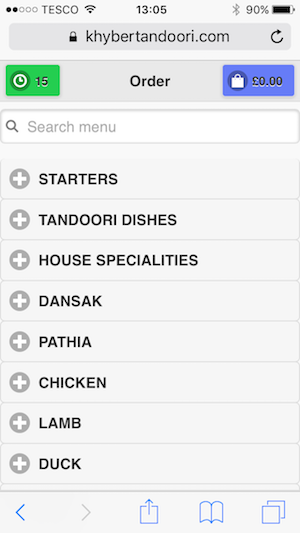 TESCO 13:05 90%
khybertandoori.com
15 Order £0.00
Search menu
STARTERS
TANDOORI DISHES
HOUSE SPECIALITIES
DANSAK
PATHIA
CHICKEN
LAMB
DUCK